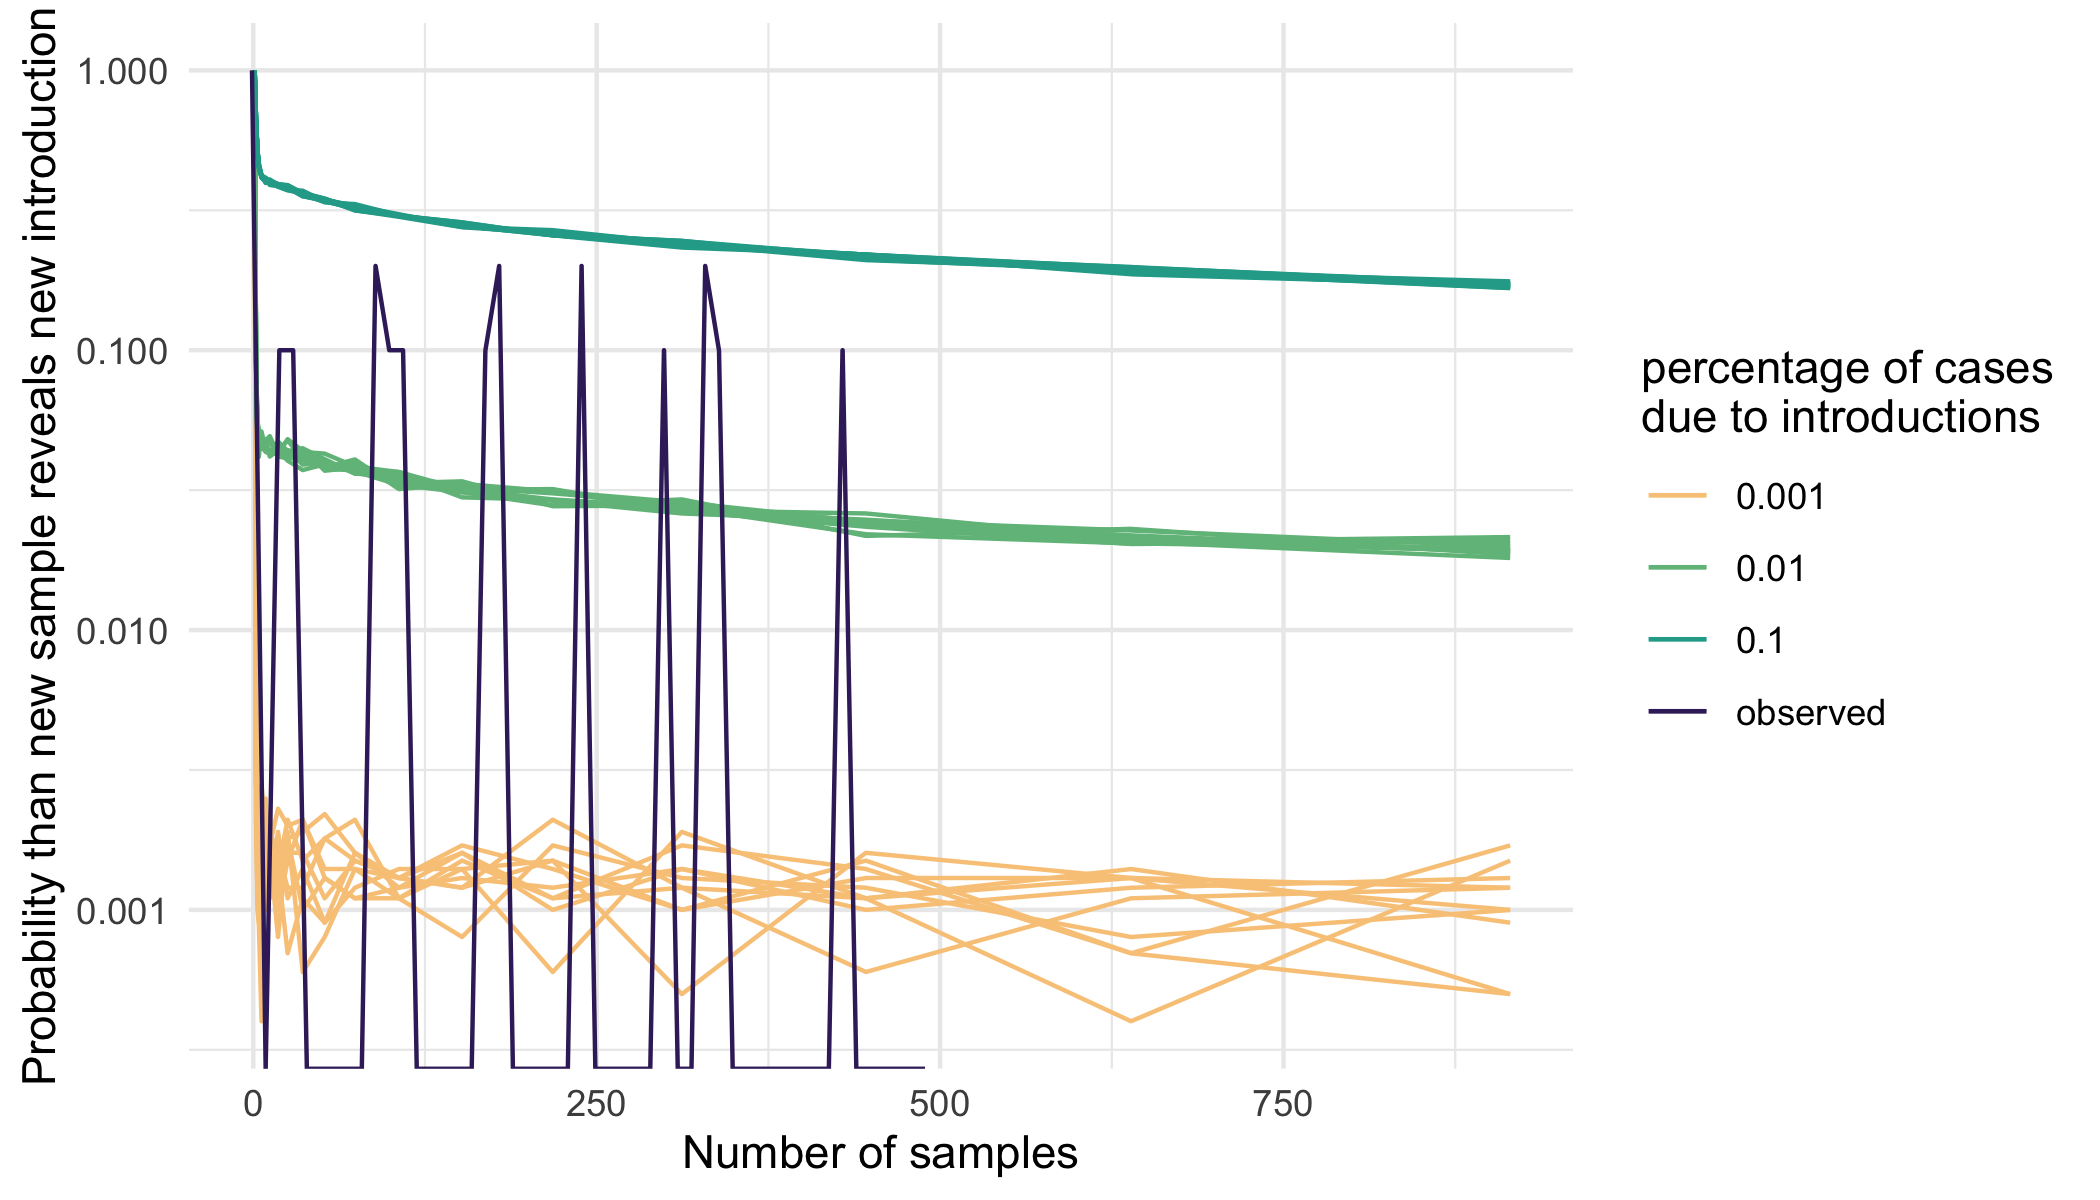 Probability than new sample reveals new introduction
1.000
0.100
0.010
0.001
0
250
500
750
Number of samples
percentage of cases
due to introductions
0.001
0.01
0.1
observed